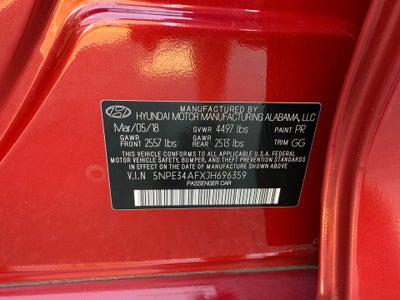 MANUFACTURED BY
HYUNDAI MOTOR MANUFACTURING ALABAMA, LLC
Mar/05/18 GVWR 4497 lbs PAINT PR
GAWR FRONT 2557 lbs GAWR REAR 2513 lbs TRIM GG
THIS VEHICLE CONFORMS TO ALL APPLICABLE U.S.A. FEDERAL
MOTOR VEHICLE SAFETY, BUMPER, AND THEFT PREVENTION STANDARDS
IN EFFECT ON THE DATE OF MANUFACTURE SHOWN ABOVE.
V.I.N 5NPE34AFXJH696359
PASSENGER CAR